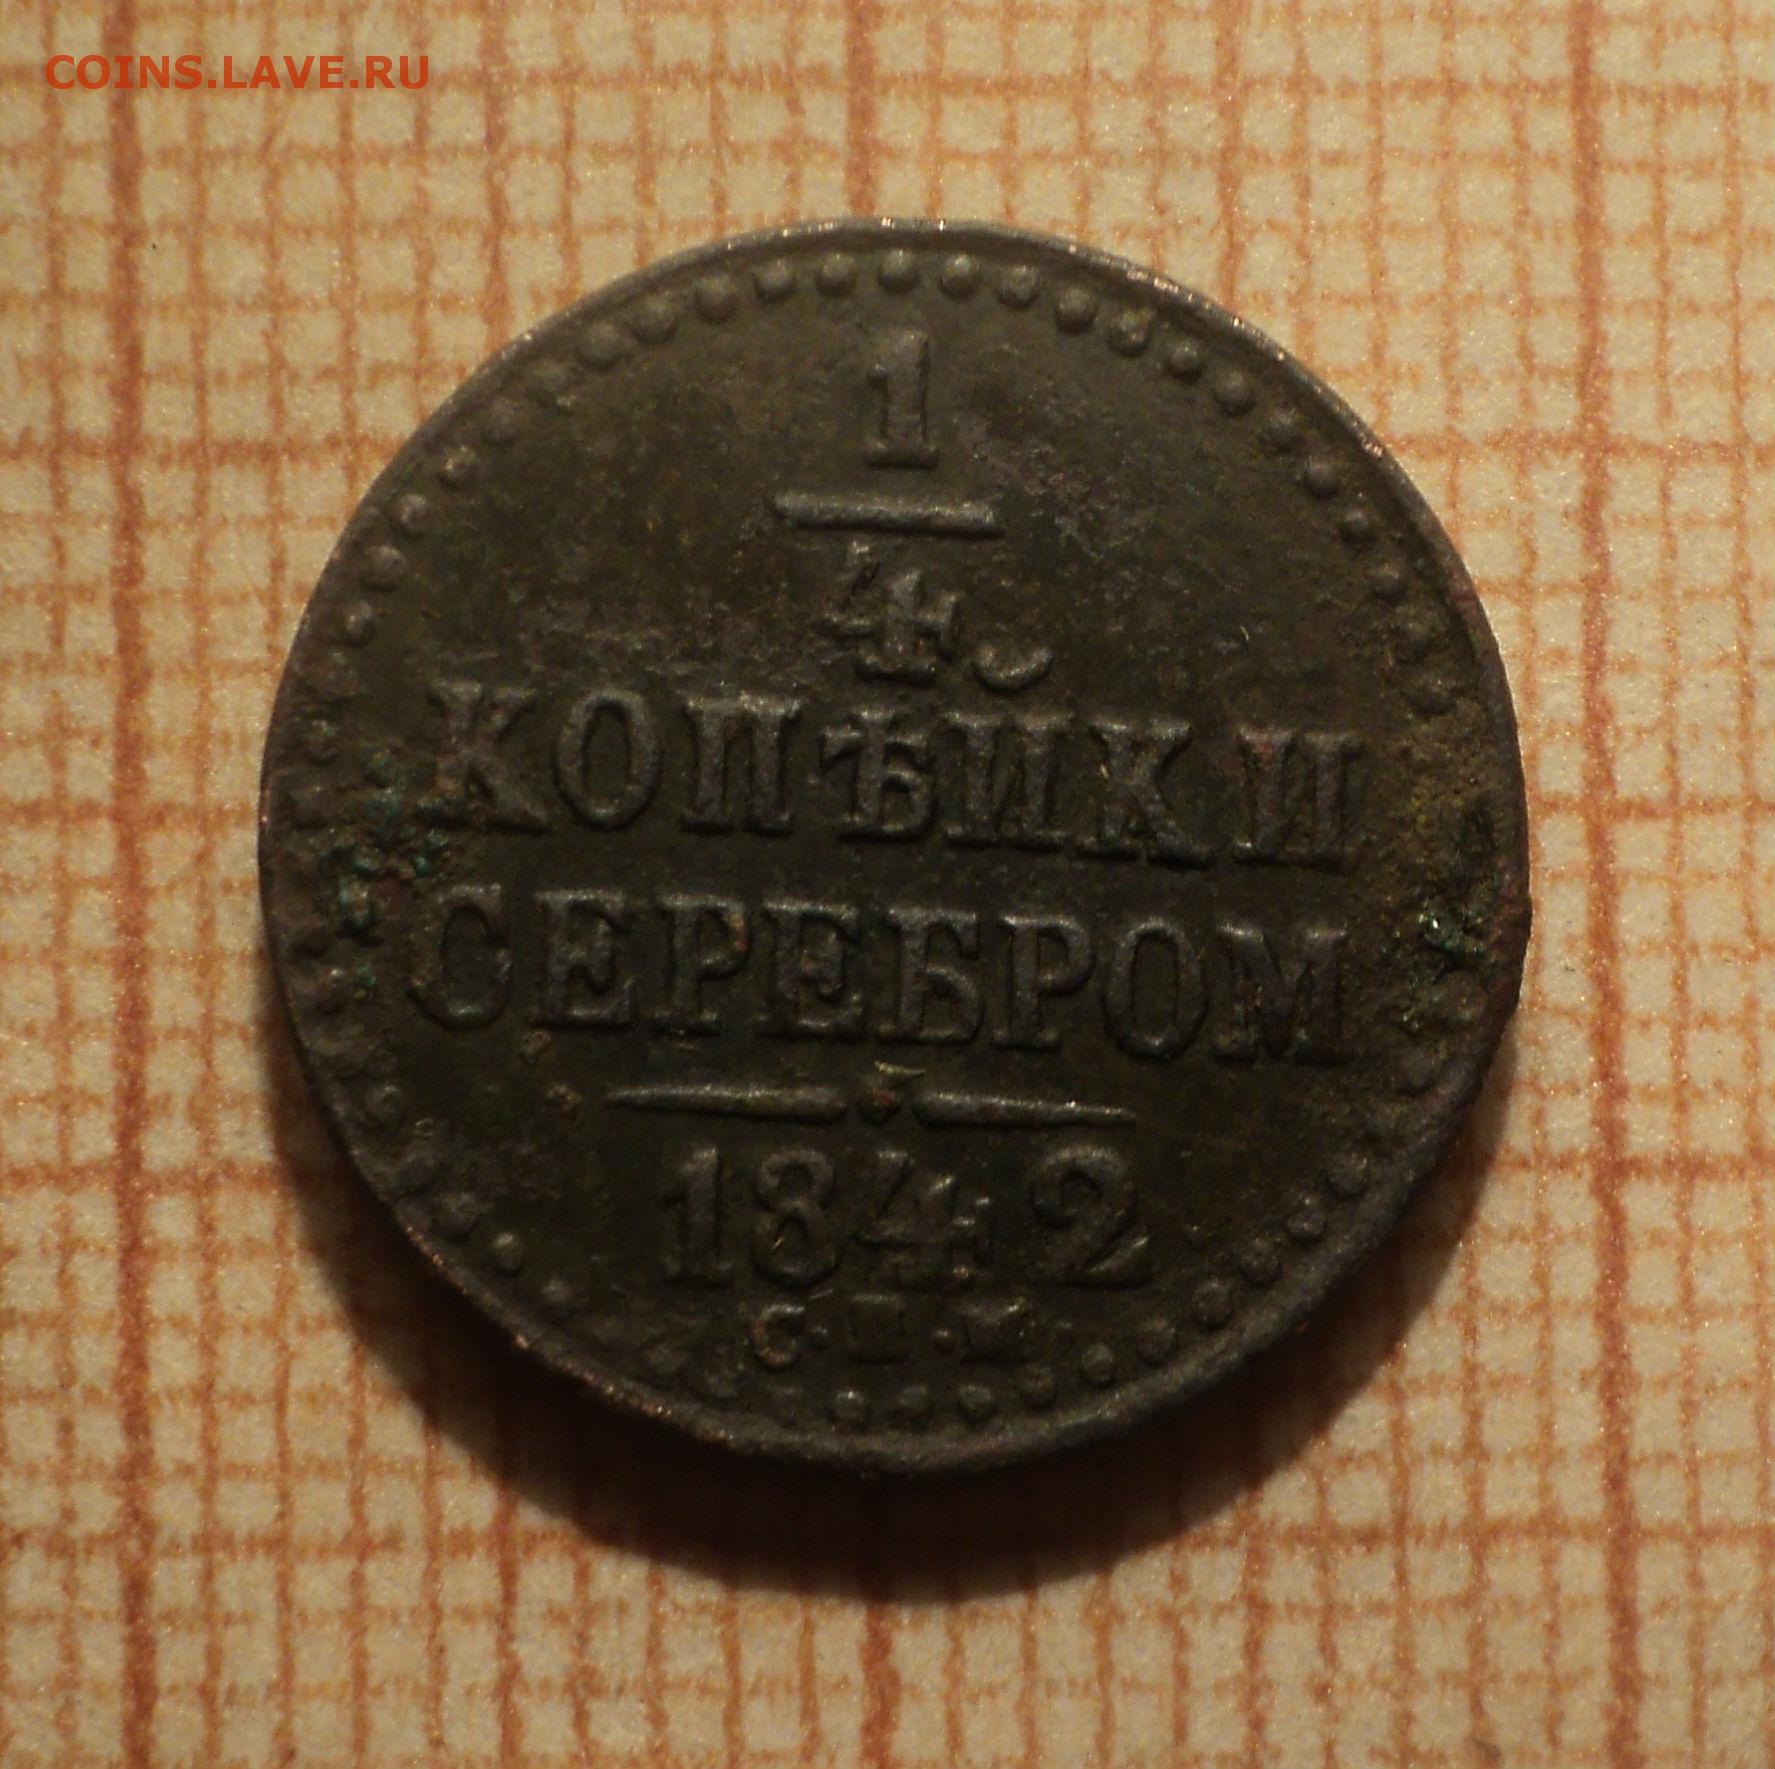 COINS.LAVE.RU
1
4
КОПѢЙКИ
СЕРЕБРОМ
1842
С.П.М